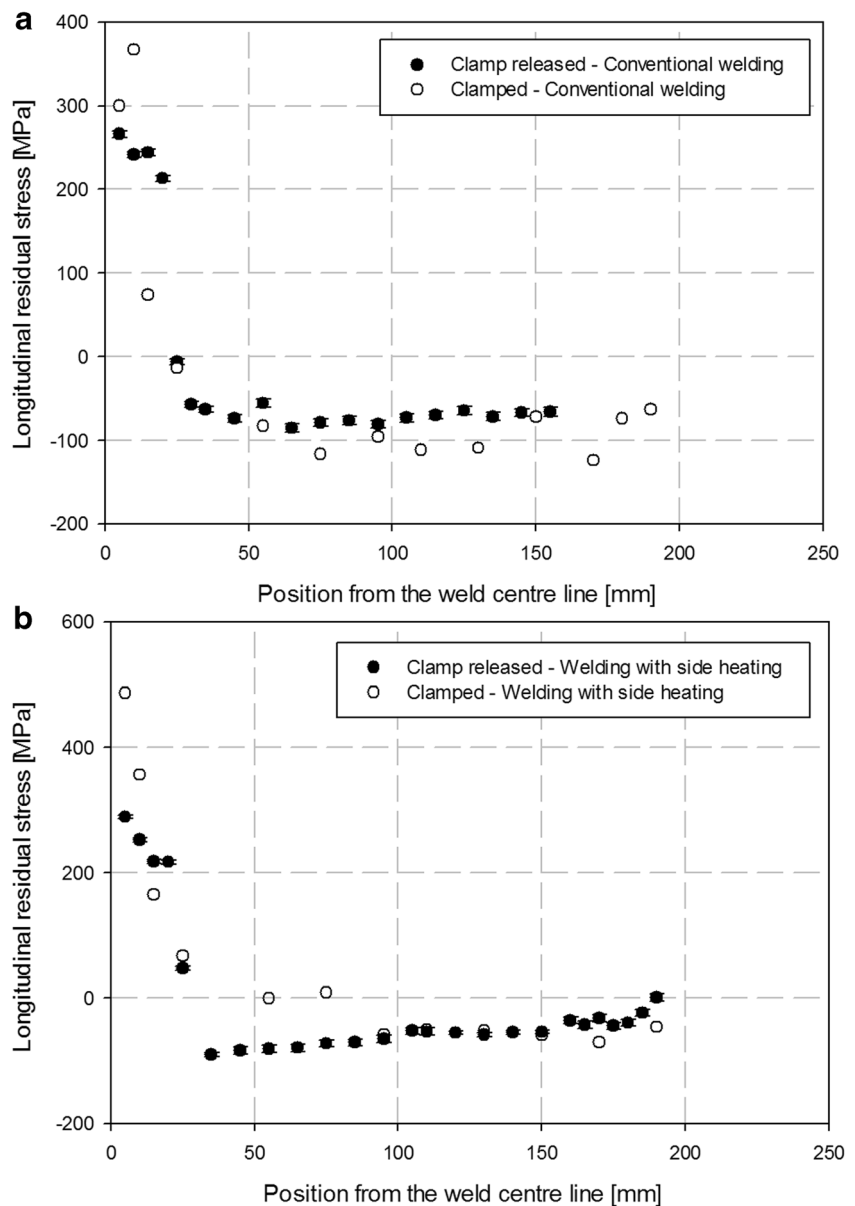 a
400
300
200
100
0
-100
-200
0
50
100
150
200
250
Longitudinal residual stress [MPa]
Position from the weld centre line [mm]
Clamp released - Conventional welding
Clamped - Conventional welding
b
600
400
200
0
-200
0
50
100
150
200
250
Longitudinal residual stress [MPa]
Position from the weld centre line [mm]
Clamp released - Welding with side heating
Clamped - Welding with side heating